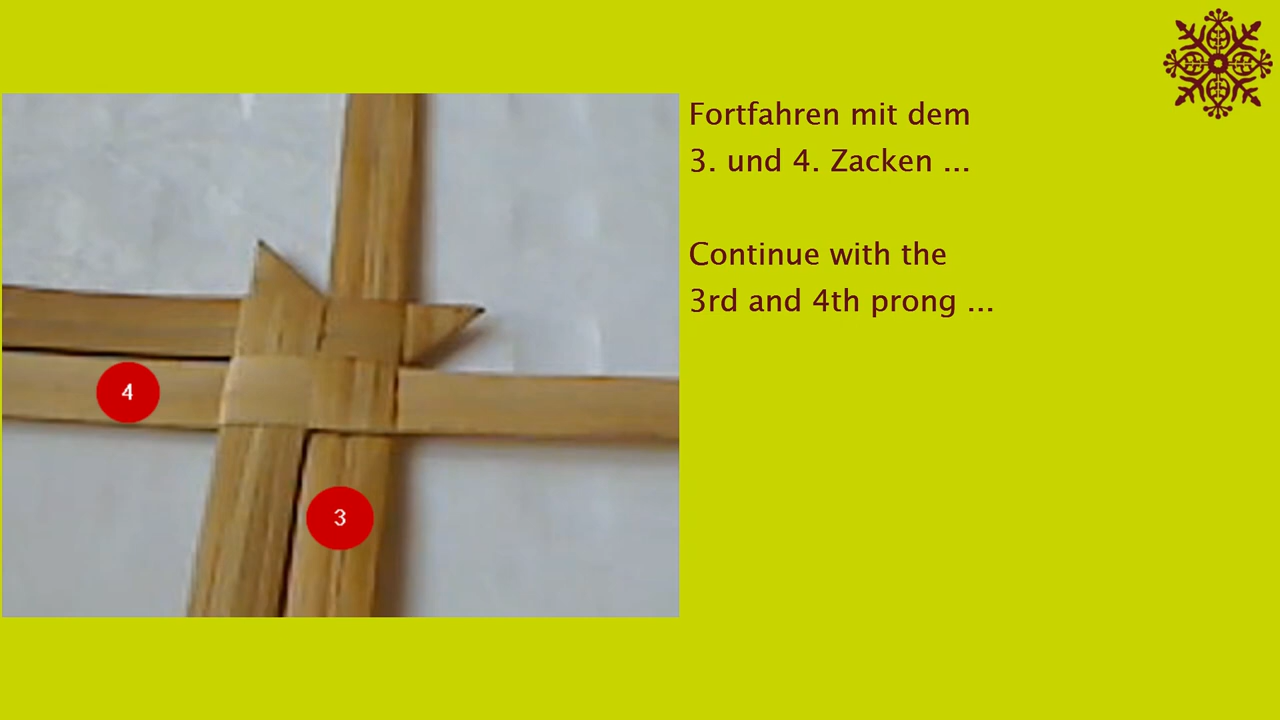 Fortfahren mit dem
3. und 4. Zacken ...
Continue with the
3rd and 4th prong ...
4
3